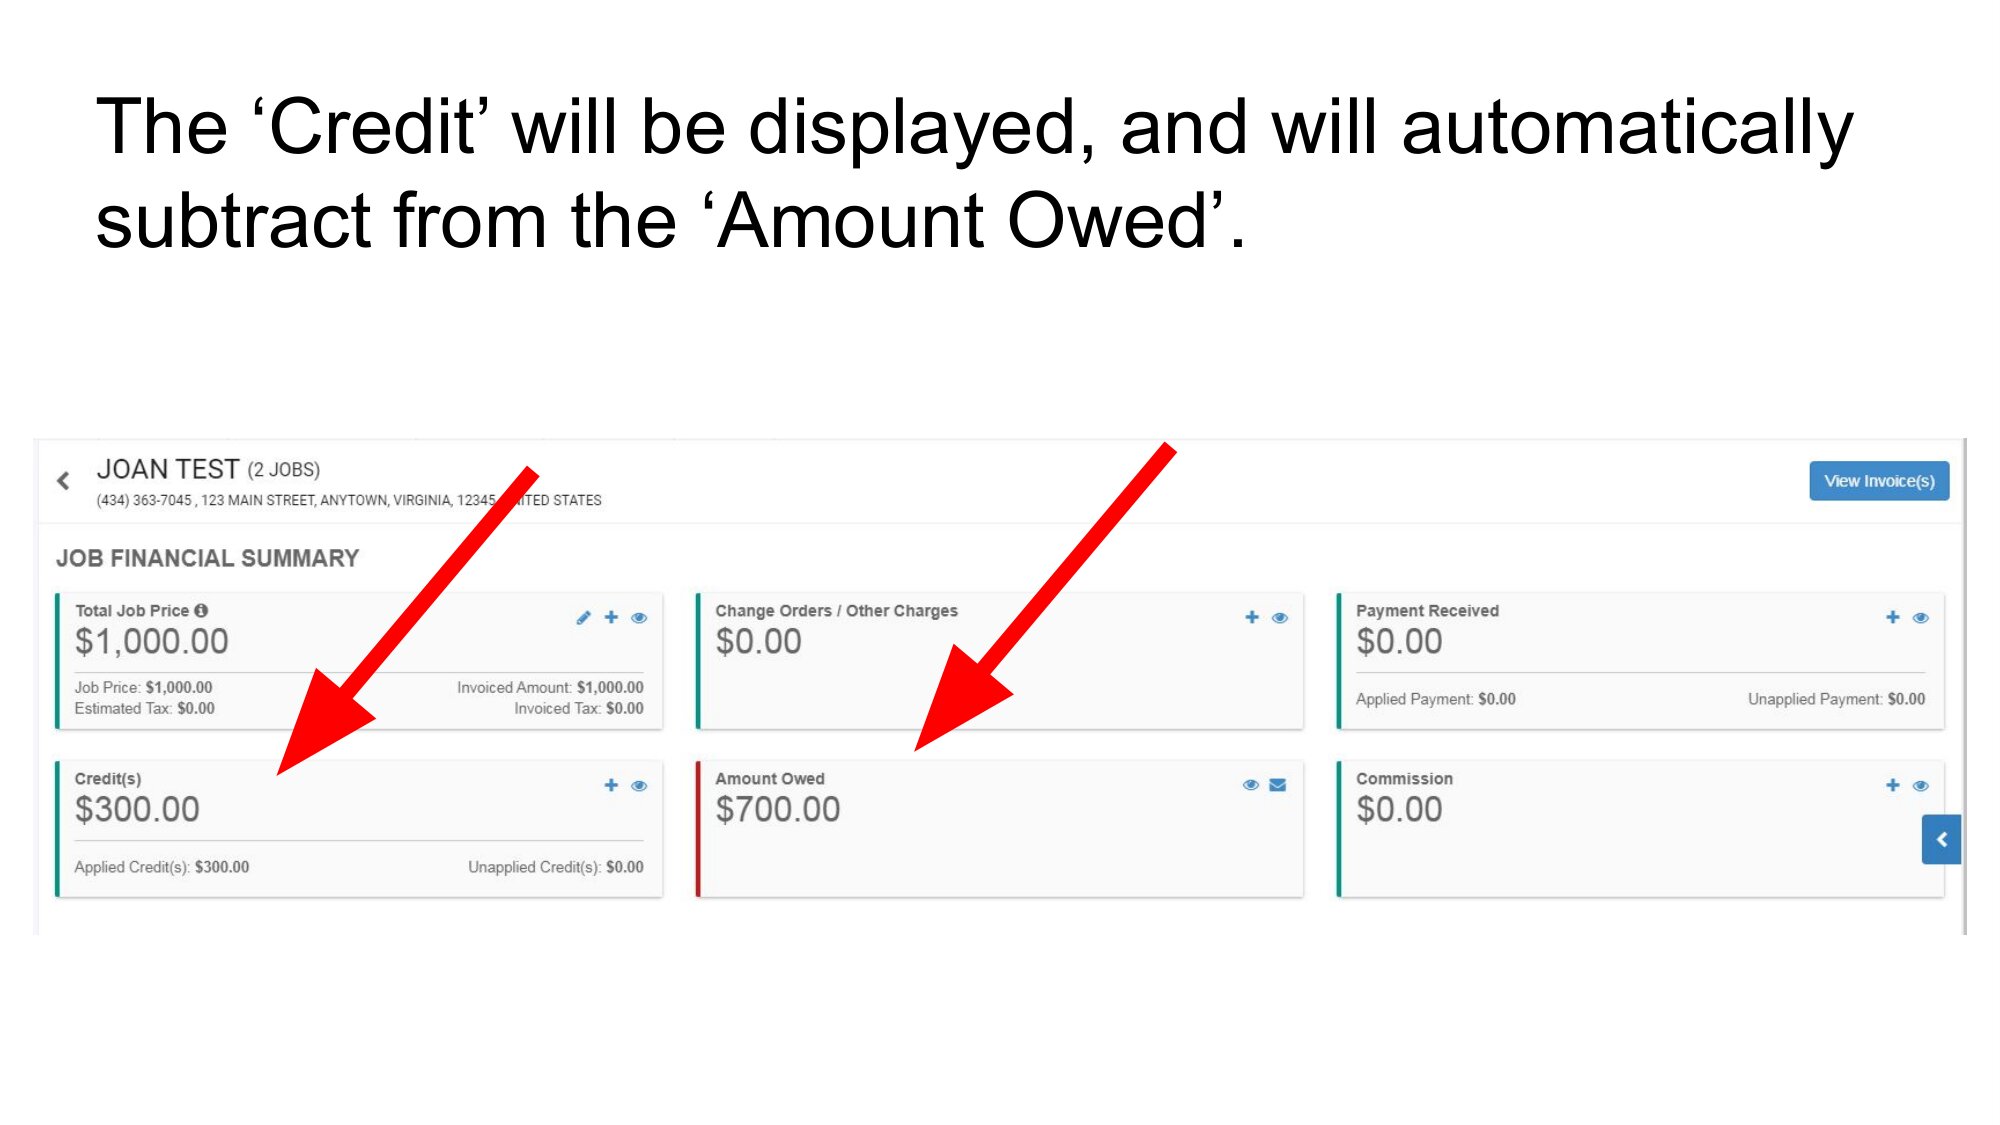 The ‘Credit’ will be displayed, and will automatically
subtract from the ‘Amount Owed’.
JOAN TEST (2 JOBS)
(434) 363-7045 , 123 MAIN STREET, ANYTOWN, VIRGINIA, 12345 STATES
View Invoice(s)
JOB FINANCIAL SUMMARY
Total Job Price
$1,000.00
Job Price: $1,000.00 Invoiced Amount: $1,000.00
Estimated Tax: $0.00 Invoiced Tax: $0.00
Change Orders / Other Charges
$0.00
Payment Received
$0.00
Applied Payment: $0.00 Unapplied Payment: $0.00
Credit(s)
$300.00
Applied Credit(s): $300.00 Unapplied Credit(s): $0.00
Amount Owed
$700.00
Commission
$0.00